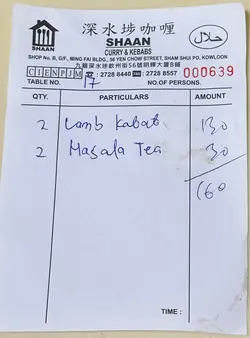 深水埗咖喱
SHAAN
SHAAN
CURRY & KEBABS
حلال
SHOP No. B, G/F., MING FAI BLDG., 56 YEN CHOW STREET, SHAM SHUI PO, KOWLOON
九龍深水埗欽州街56號明輝大廈B舖
CIENPJM ☎: 2728 8440 Tel: 2728 8557 000639
TABLE NO. 17 NO.OF PERSONS.
QTY. PARTICULARS AMOUNT
2 Lamb Kabab 130
2 Masala Tea 30
160
TIME :